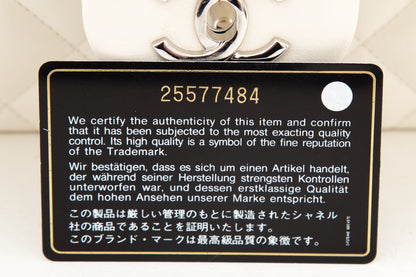 25577484
We certify the authenticity of this item and confirm
that it has been subjected to the most exacting quality
control. Its high quality is a symbol of the fine reputation
of the Trademark.
Wir bestätigen, dass es sich um einen Artikel handelt,
der während seiner Herstellung strengsten Kontrollen
unterworfen war, und dessen erstklassige Qualität
dem hohen Ansehen unserer Marke entspricht.
この製品は厳しい管理のもとに製造されたシャネル
社の商品であることを証明いたします。
このブランド・マークは最高級品質の象徴です。